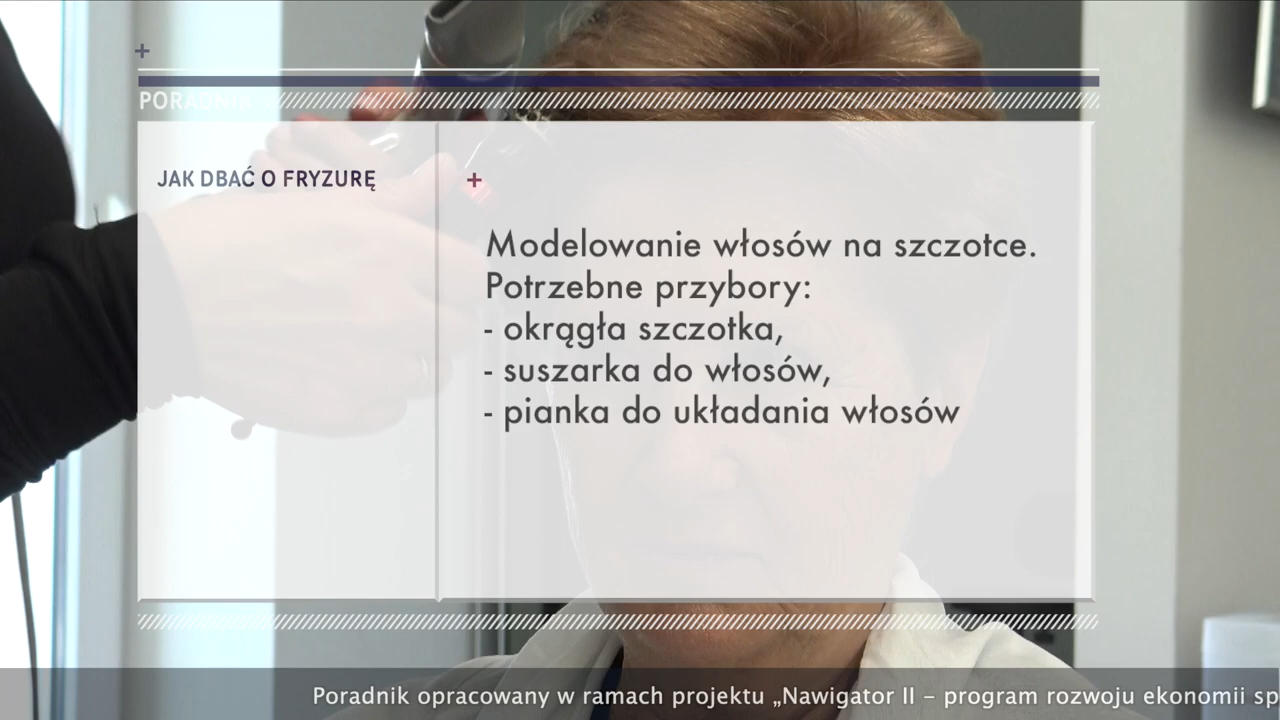 PORADNIK
JAK DBAĆ O FRYZURĘ
Modelowanie włosów na szczotce.
Potrzebne przybory:
- okrągła szczotka,
- suszarka do włosów,
- pianka do układania włosów
Poradnik opracowany w ramach projektu „Nawigator II – program rozwoju ekonomii sp